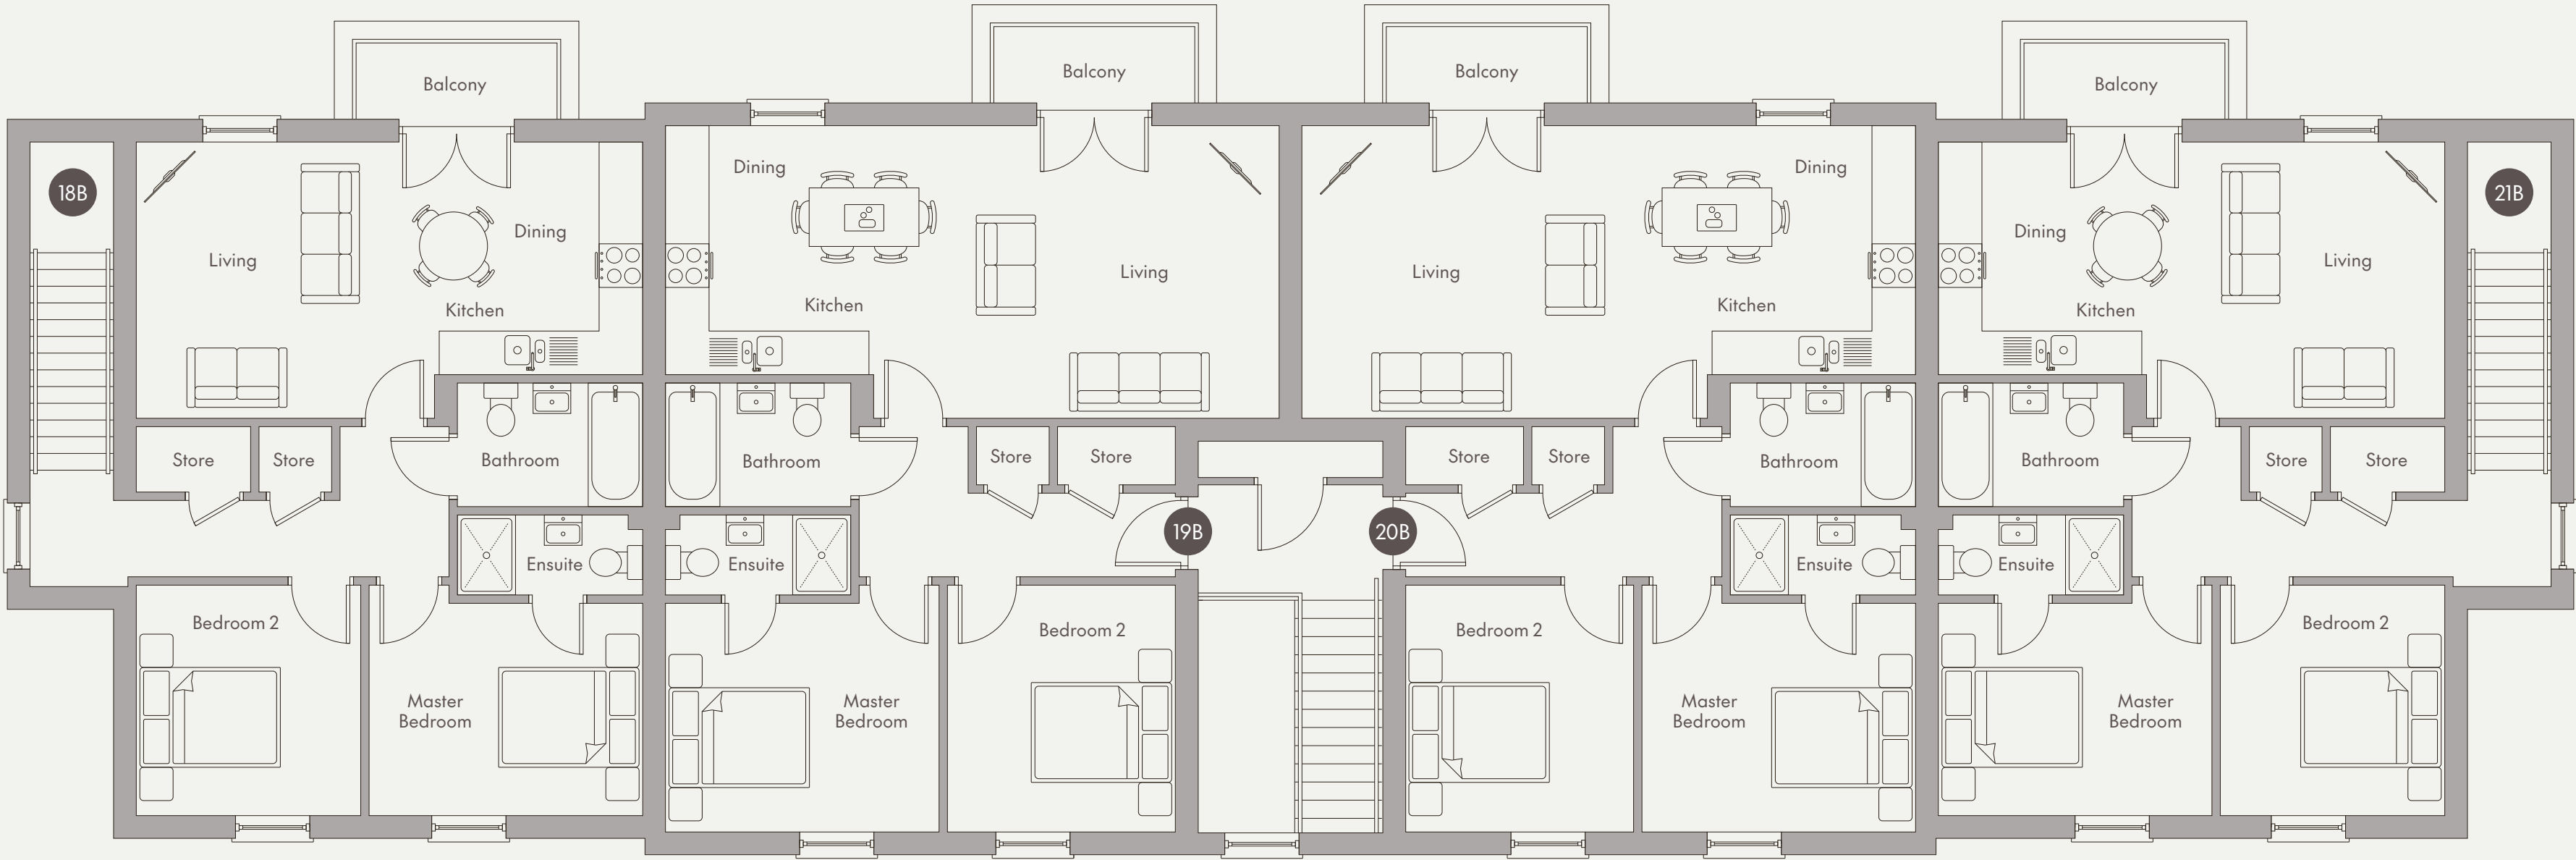 Balcony
Balcony
Balcony
Balcony
18B
Dining
Dining
21B
Dining
Dining
Living
Living
Living
Living
Kitchen
Kitchen
Kitchen
Kitchen
Store
Store
Bathroom
Bathroom
Store
Store
Store
Store
Bathroom
Bathroom
Store
Store
19B
20B
Ensuite
Ensuite
Ensuite
Ensuite
Bedroom 2
Bedroom 2
Bedroom 2
Bedroom 2
Master
Bedroom
Master
Bedroom
Master
Bedroom
Master
Bedroom